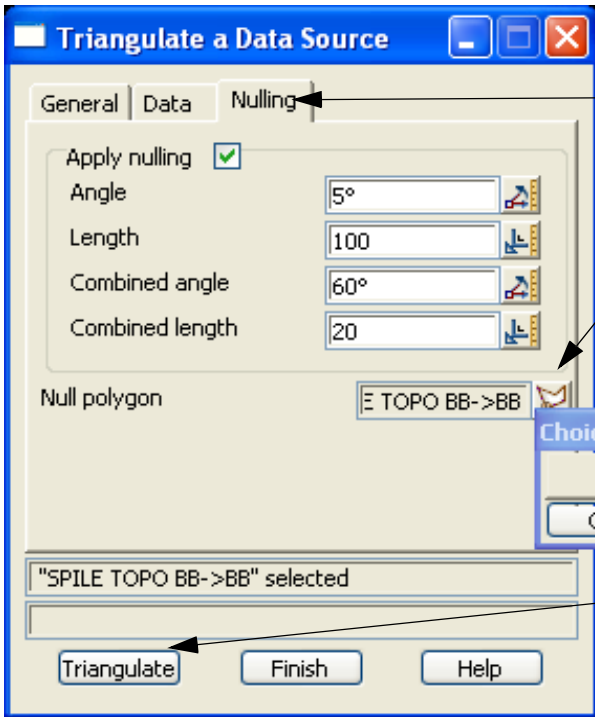 Triangulate a Data Source
General Data Nulling
Apply nulling
Angle 5°
Length 100
Combined angle 60°
Combined length 20
Null polygon E TOPO BB->BB
Choic
"SPILE TOPO BB->BB" selected
Triangulate Finish Help